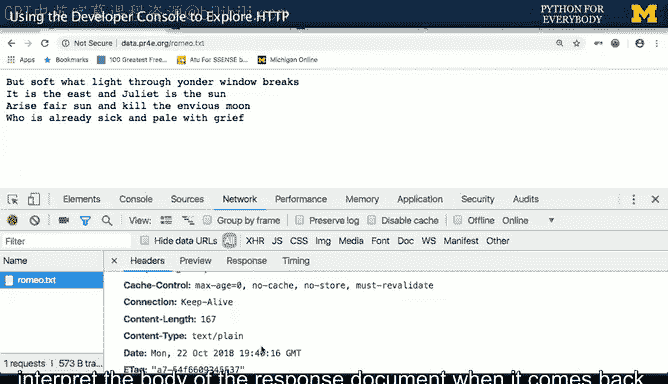 Using the Developer Console to Explore HTTP
PYTHON FOR
EVERYBODY
Not Secure data.pr4e.org/romeo.txt
Apps Bookmarks 100 Greatest Free... Atu For SSENSE b... Michigan Online
But soft what light through yonder window breaks
It is the east and Juliet is the sun
Arise fair sun and kill the envious moon
Who is already sick and pale with grief
Elements Console Sources Network Performance Memory Application Security Audits
View: Group by frame Preserve log Disable cache Offline Online
Filter Hide data URLs All XHR JS CSS Img Media Font Doc WS Manifest Other
Name Headers Preview Response Timing
romeo.txt
Cache-Control: max-age=0, no-cache, no-store, must-revalidate
Connection: Keep-Alive
Content-Length: 167
Content-Type: text/plain
Date: Mon, 22 Oct 2018 19:40:16 GMT
1 requests 573 B tra... ETag:
interpret the body of the response document when it comes back